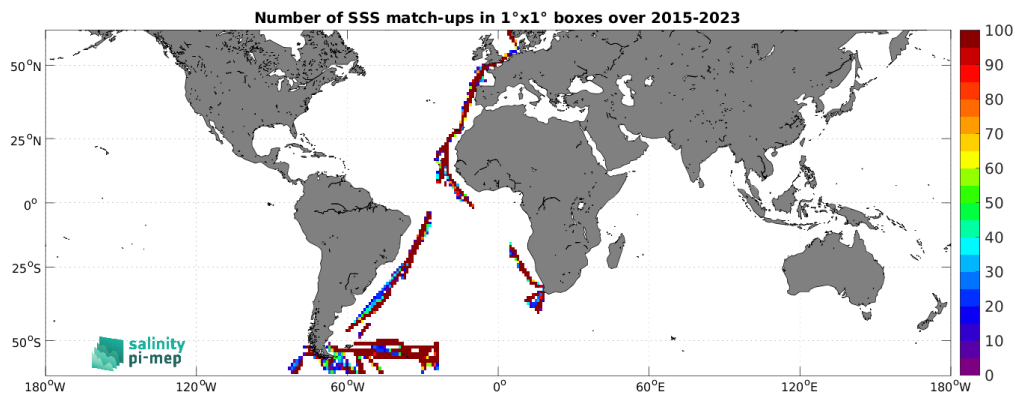 Number of SSS match-ups in 1°x1° boxes over 2015-2023
50°N
25°N
0°
25°S
50°S
180°W
120°W
60°W
0°
60°E
120°E
180°W
100
90
80
70
60
50
40
30
20
10
0
salinity
pi-mep